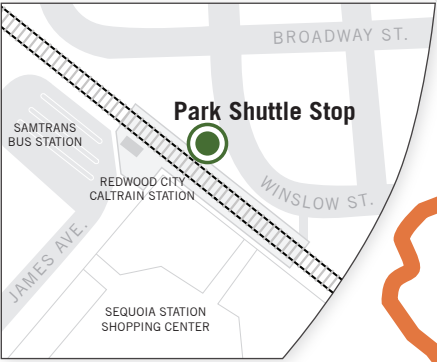 BROADWAY ST.
Park Shuttle Stop
SAMTRANS
BUS STATION
REDWOOD CITY
CALTRAIN STATION
WINSLOW ST.
JAMES AVE.
SEQUOIA STATION
SHOPPING CENTER